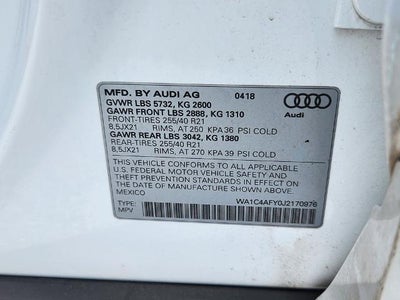 MFD. BY AUDI AG 0418
GVWR LBS 5732, KG 2600
GAWR FRONT LBS 2888, KG 1310
FRONT-TIRES 255/40 R21
8,5JX21 RIMS, AT 250 KPA 36 PSI COLD
GAWR REAR LBS 3042, KG 1380
REAR-TIRES 255/40 R21
8,5JX21 RIMS, AT 270 KPA 39 PSI COLD
THIS VEHICLE CONFORMS TO ALL APPLICABLE
U.S. FEDERAL MOTOR VEHICLE SAFETY AND
THEFT PREVENTION STANDARDS IN EFFECT ON
THE DATE OF MANUFACTURE SHOWN ABOVE
MEXICO
Audi
WA1C4AFY0J2170976
TYPE:
MPV